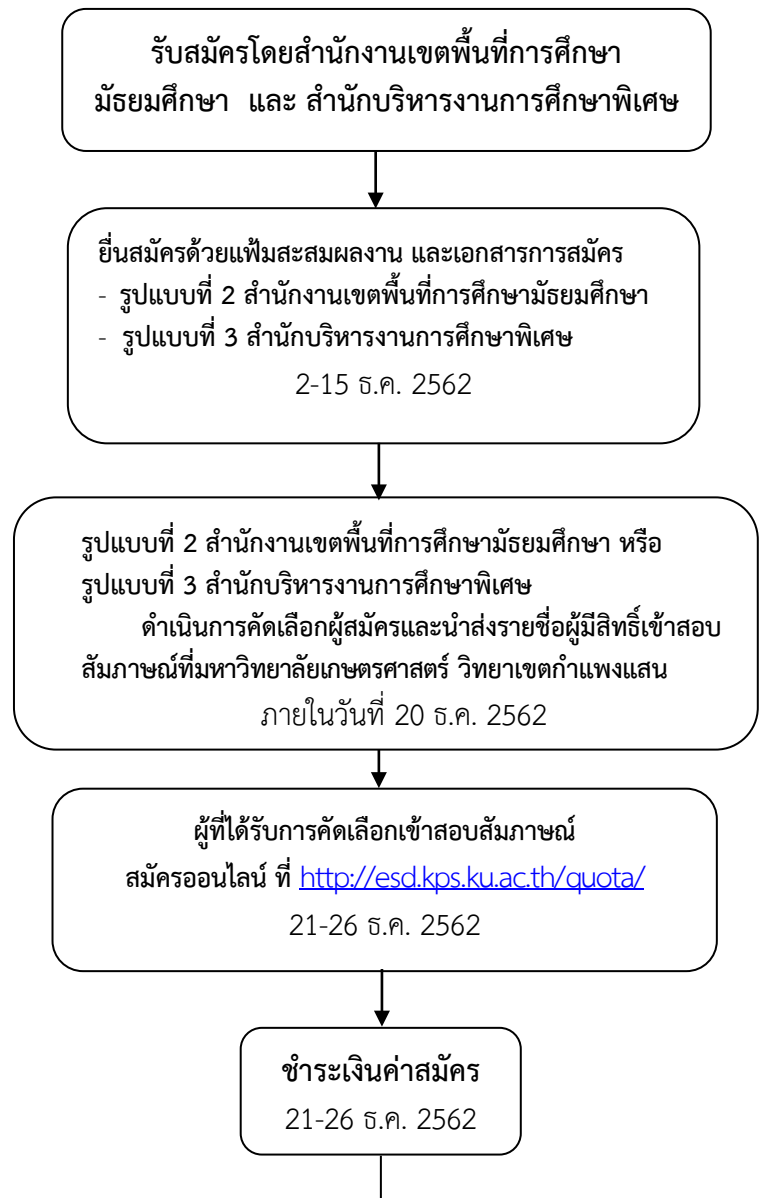 รับสมัครโดยสำนักงานเขตพื้นที่การศึกษา
มัธยมศึกษา และ สำนักบริหารงานการศึกษาพิเศษ
ยื่นสมัครด้วยแฟ้มสะสมผลงาน และเอกสารการสมัคร
- รูปแบบที่ 2 สำนักงานเขตพื้นที่การศึกษามัธยมศึกษา
- รูปแบบที่ 3 สำนักบริหารงานการศึกษาพิเศษ
2-15 ธ.ค. 2562
รูปแบบที่ 2 สำนักงานเขตพื้นที่การศึกษามัธยมศึกษา หรือ
รูปแบบที่ 3 สำนักบริหารงานการศึกษาพิเศษ
ดำเนินการคัดเลือกผู้สมัครและนำส่งรายชื่อผู้มีสิทธิ์เข้าสอบ
สัมภาษณ์ที่มหาวิทยาลัยเกษตรศาสตร์ วิทยาเขตกำแพงแสน
ภายในวันที่ 20 ธ.ค. 2562
ผู้ที่ได้รับการคัดเลือกเข้าสอบสัมภาษณ์
สมัครออนไลน์ ที่ http://esd.kps.ku.ac.th/quota/
21-26 ธ.ค. 2562
ชำระเงินค่าสมัคร
21-26 ธ.ค. 2562